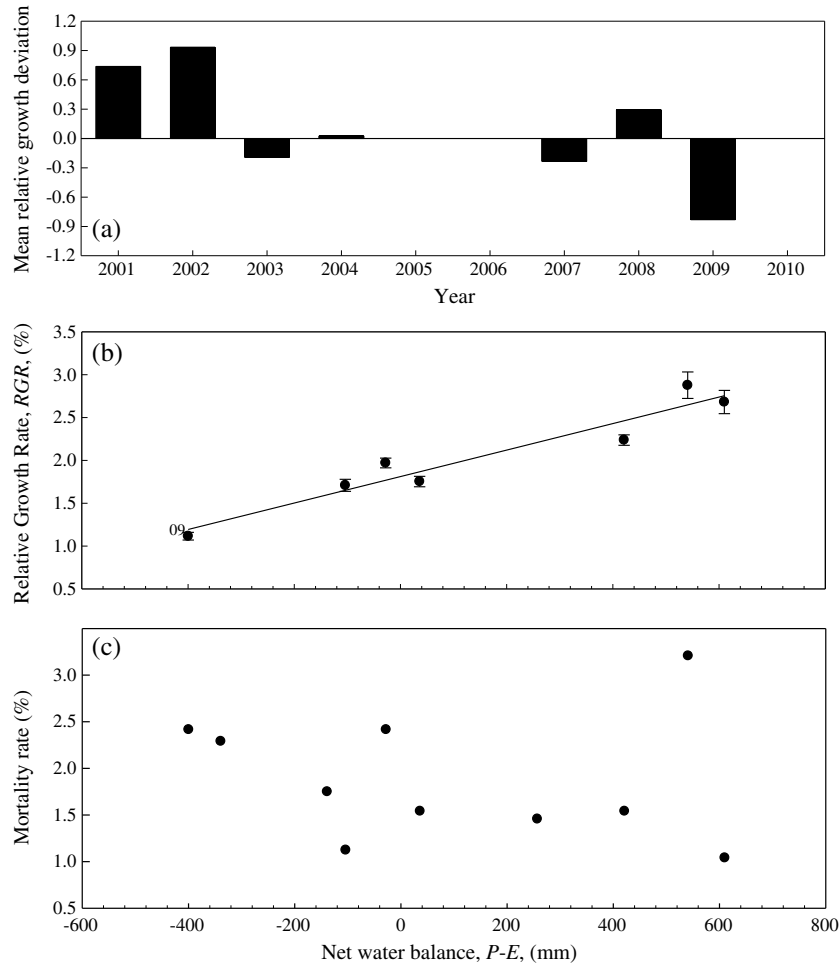 Mean relative growth deviation
1.2
0.9
0.6
0.3
0.0
-0.3
-0.6
-0.9
-1.2
(a)
2001 2002 2003 2004 2005 2006 2007 2008 2009 2010
Year
Relative Growth Rate, RGR, (%)
3.5
3.0
2.5
2.0
1.5
1.0
0.5
(b)
09
Mortality rate (%)
3.0
2.5
2.0
1.5
1.0
0.5
(c)
-600 -400 -200 0 200 400 600 800
Net water balance, P-E, (mm)